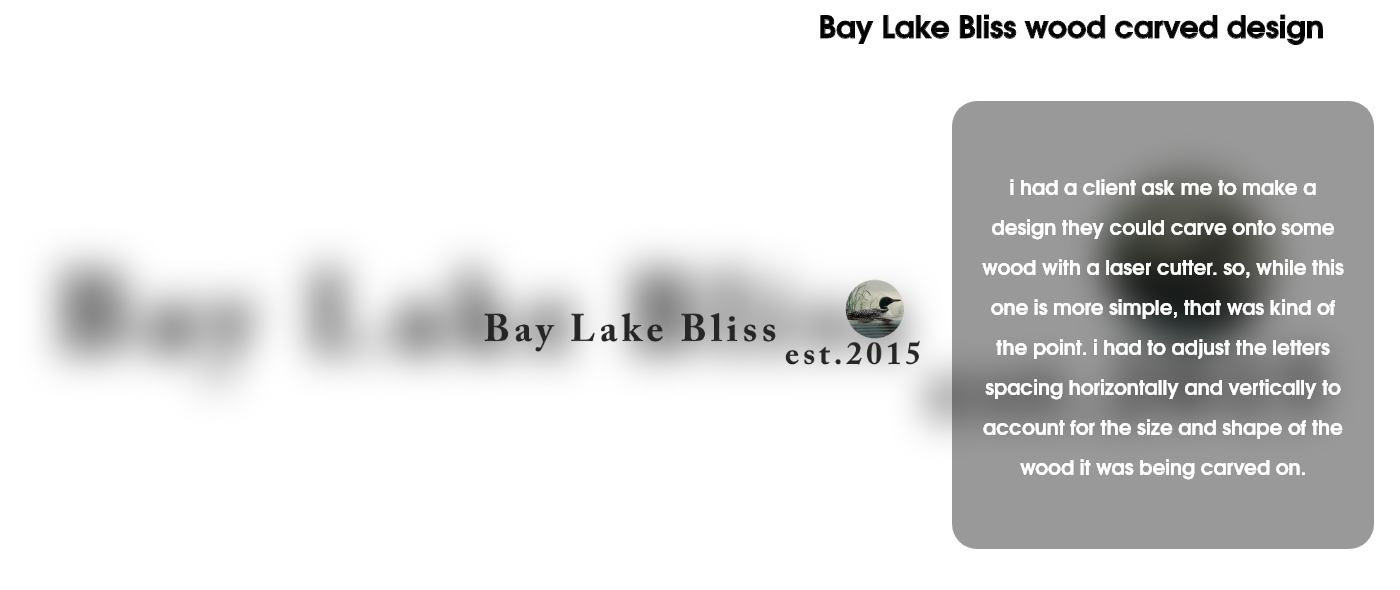 Bay Lake Bliss wood carved design
Bay Lake Bliss
est.2015
i had a client ask me to make a
design they could carve onto some
wood with a laser cutter. so, while this
one is more simple, that was kind of
the point. i had to adjust the letters
spacing horizontally and vertically to
account for the size and shape of the
wood it was being carved on.